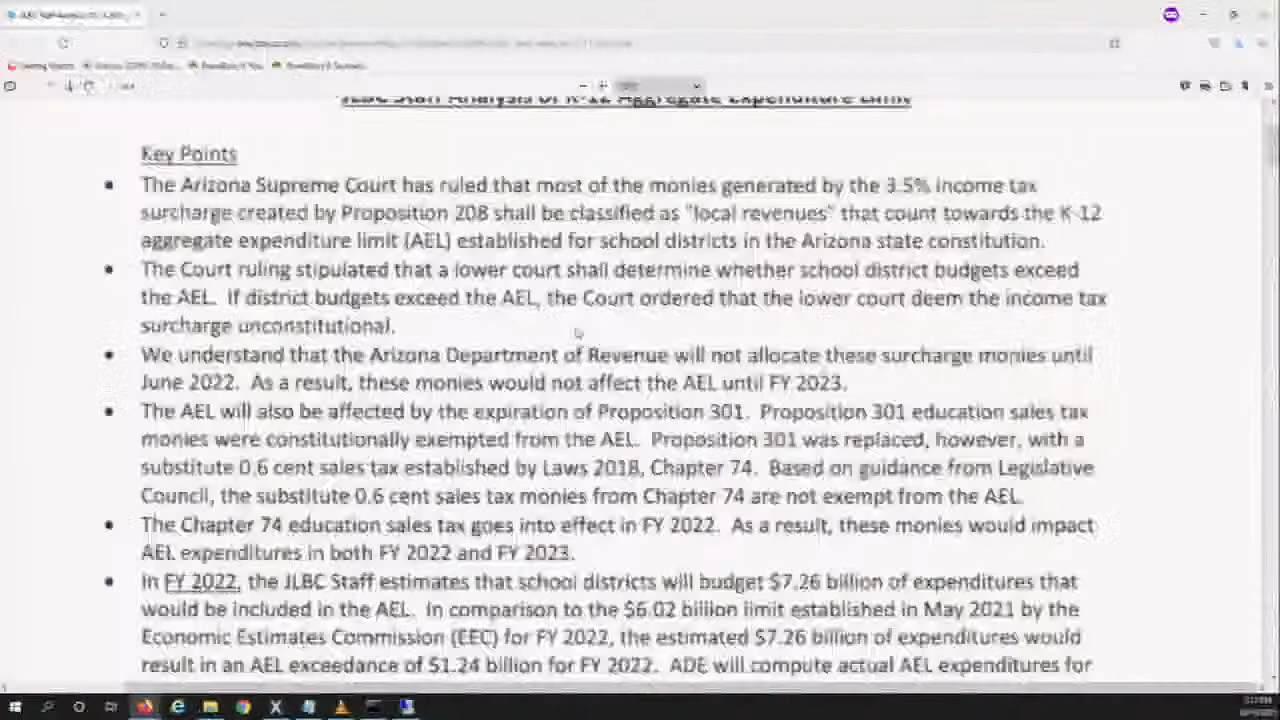 JLBC Staff Analysis of K-12 Aggregate Expenditure Limit
Key Points
• The Arizona Supreme Court has ruled that most of the monies generated by the 3.5% income tax
surcharge created by Proposition 208 shall be classified as "local revenues" that count towards the K-12
aggregate expenditure limit (AEL) established for school districts in the Arizona state constitution.
• The Court ruling stipulated that a lower court shall determine whether school district budgets exceed
the AEL. If district budgets exceed the AEL, the Court ordered that the lower court deem the income tax
surcharge unconstitutional.
• We understand that the Arizona Department of Revenue will not allocate these surcharge monies until
June 2022. As a result, these monies would not affect the AEL until FY 2023.
• The AEL will also be affected by the expiration of Proposition 301. Proposition 301 education sales tax
monies were constitutionally exempted from the AEL. Proposition 301 was replaced, however, with a
substitute 0.6 cent sales tax established by Laws 2018, Chapter 74. Based on guidance from Legislative
Council, the substitute 0.6 cent sales tax monies from Chapter 74 are not exempt from the AEL.
• The Chapter 74 education sales tax goes into effect in FY 2022. As a result, these monies would impact
AEL expenditures in both FY 2022 and FY 2023.
• In FY 2022, the JLBC Staff estimates that school districts will budget $7.26 billion of expenditures that
would be included in the AEL. In comparison to the $6.02 billion limit established in May 2021 by the
Economic Estimates Commission (EEC) for FY 2022, the estimated $7.26 billion of expenditures would
result in an AEL exceedance of $1.24 billion for FY 2022. ADE will compute actual AEL expenditures for